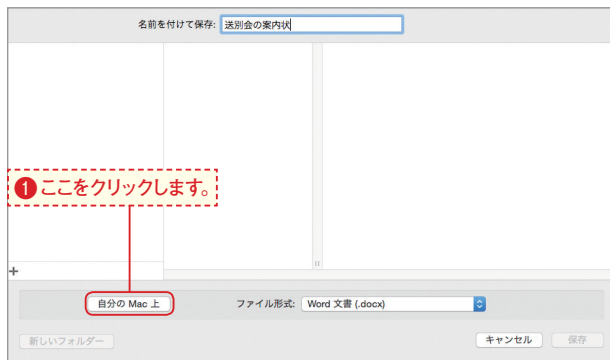 名前を付けて保存: 送別会の案内状
❶ここをクリックします。
+
自分の Mac 上 ファイル形式: Word 文書 (.docx)
新しいフォルダー キャンセル 保存